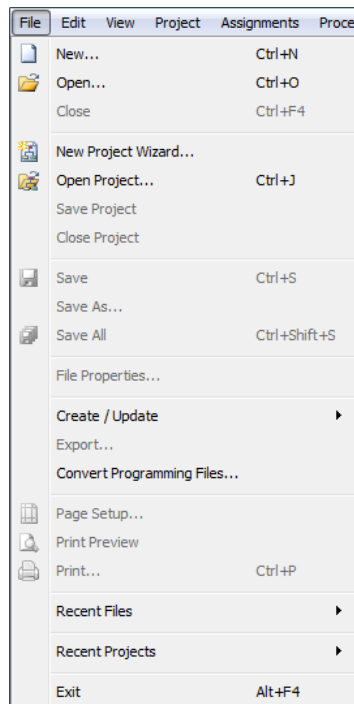 File Edit View Project Assignments Proce
New... Ctrl+N
Open... Ctrl+O
Close Ctrl+F4
New Project Wizard...
Open Project... Ctrl+J
Save Project
Close Project
Save Ctrl+S
Save As...
Save All Ctrl+Shift+S
File Properties...
Create / Update
Export...
Convert Programming Files...
Page Setup...
Print Preview
Print... Ctrl+P
Recent Files
Recent Projects
Exit Alt+F4